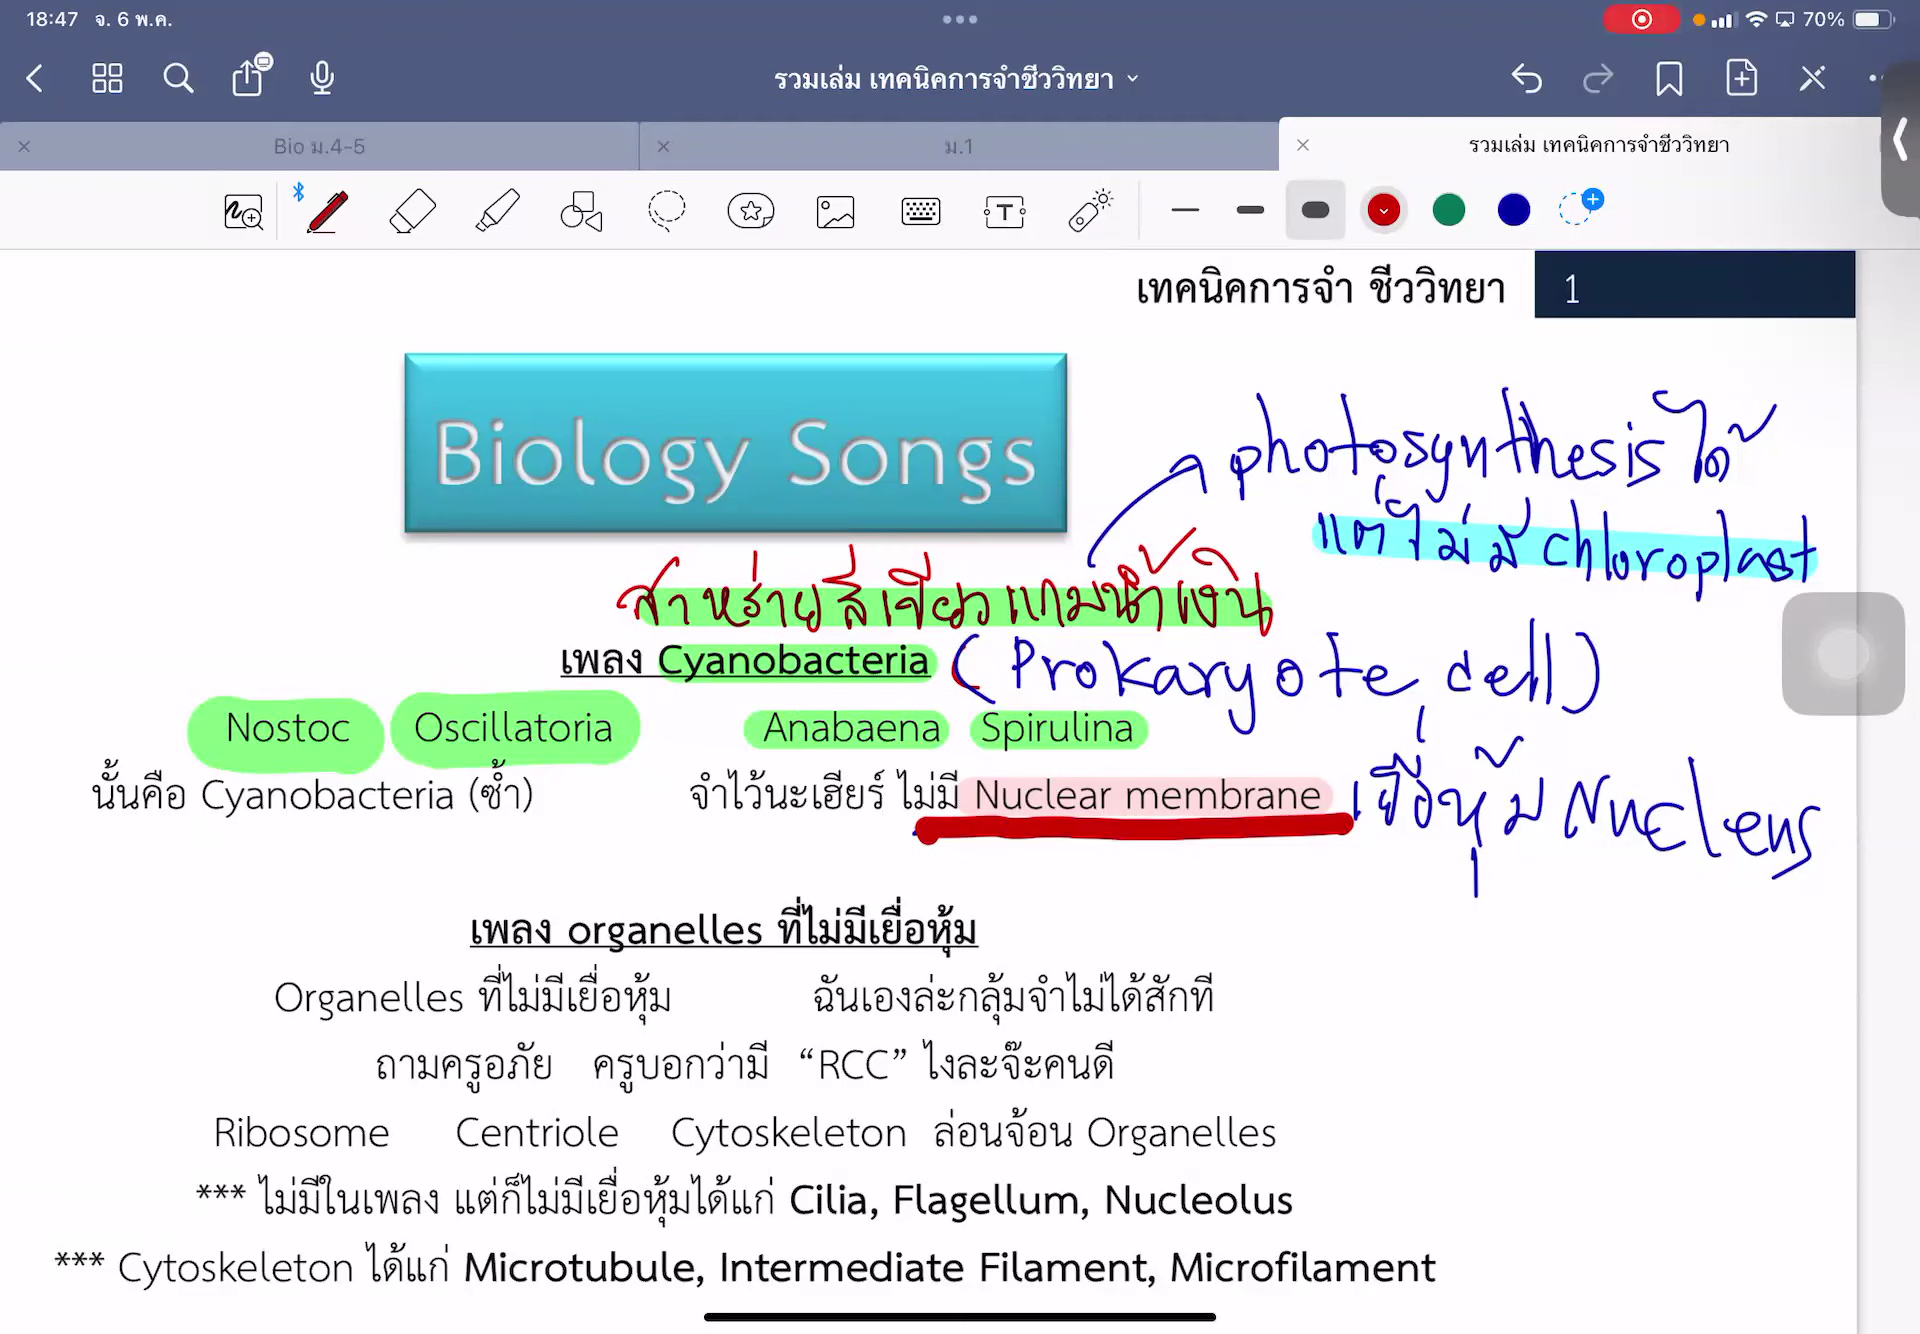 18:47 จ. 6 พ.ค. 70%
รวมเล่ม เทคนิคการจำชีววิทยา
Bio ม.4-5 ม.1 รวมเล่ม เทคนิคการจำชีววิทยา
เทคนิคการจำ ชีววิทยา 1
Biology Songs
photosynthesis ได้
แต่ไม่มี chloroplast
สาหร่ายสีเขียวแกมน้ำเงิน
เพลง Cyanobacteria (Prokaryote cell)
Nostoc Oscillatoria Anabaena Spirulina
นั้นคือ Cyanobacteria (ซ้ำ) จำไว้นะเฮียร์ ไม่มี Nuclear membrane เยื่อหุ้ม Nucleus
เพลง organelles ที่ไม่มีเยื่อหุ้ม
Organelles ที่ไม่มีเยื่อหุ้ม ฉันเองล่ะกลุ้มจำไม่ได้สักที
ถามครูอภัย ครูบอกว่ามี “RCC” ไงละจ๊ะคนดี
Ribosome Centriole Cytoskeleton ล่อนจ้อน Organelles
*** ไม่มีในเพลง แต่ก็ไม่มีเยื่อหุ้มได้แก่ Cilia, Flagellum, Nucleolus
*** Cytoskeleton ได้แก่ Microtubule, Intermediate Filament, Microfilament